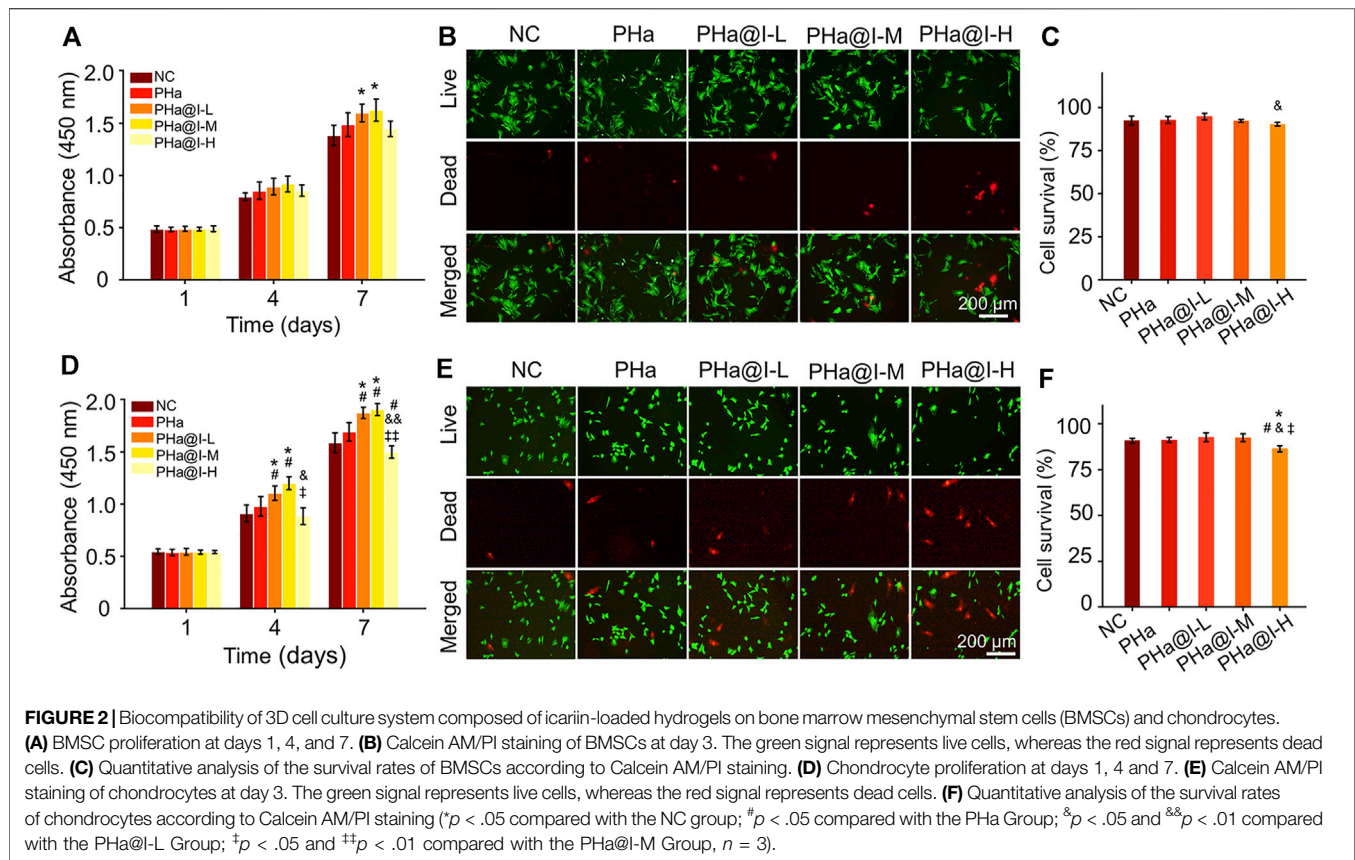 A
Absorbance (450 nm)
2.0
1.5
1.0
0.5
0
NC
PHa
PHa@I-L
PHa@I-M
PHa@I-H
* *
1 4 7
Time (days)
B
NC PHa PHa@I-L PHa@I-M PHa@I-H
Live
Dead
Merged
200 µm
C
Cell survival (%)
100
75
50
25
0
&
NC PHa PHa@I-L PHa@I-M PHa@I-H
D
Absorbance (450 nm)
2.0
1.5
1.0
0.5
0
NC
PHa
PHa@I-L
PHa@I-M
PHa@I-H
* *
# #
&
‡
* *
# #
#
&&
‡‡
1 4 7
Time (days)
E
NC PHa PHa@I-L PHa@I-M PHa@I-H
Live
Dead
Merged
200 µm
F
Cell survival (%)
100
75
50
25
0
*
# & ‡
NC PHa PHa@I-L PHa@I-M PHa@I-H
FIGURE 2 | Biocompatibility of 3D cell culture system composed of icariin-loaded hydrogels on bone marrow mesenchymal stem cells (BMSCs) and chondrocytes.
(A) BMSC proliferation at days 1, 4, and 7. (B) Calcein AM/PI staining of BMSCs at day 3. The green signal represents live cells, whereas the red signal represents dead
cells. (C) Quantitative analysis of the survival rates of BMSCs according to Calcein AM/PI staining. (D) Chondrocyte proliferation at days 1, 4 and 7. (E) Calcein AM/PI
staining of chondrocytes at day 3. The green signal represents live cells, whereas the red signal represents dead cells. (F) Quantitative analysis of the survival rates
of chondrocytes according to Calcein AM/PI staining (*p < .05 compared with the NC group; #p < .05 compared with the PHa Group; &p < .05 and &&p < .01 compared
with the PHa@I-L Group; ‡p < .05 and ‡‡p < .01 compared with the PHa@I-M Group, n = 3).